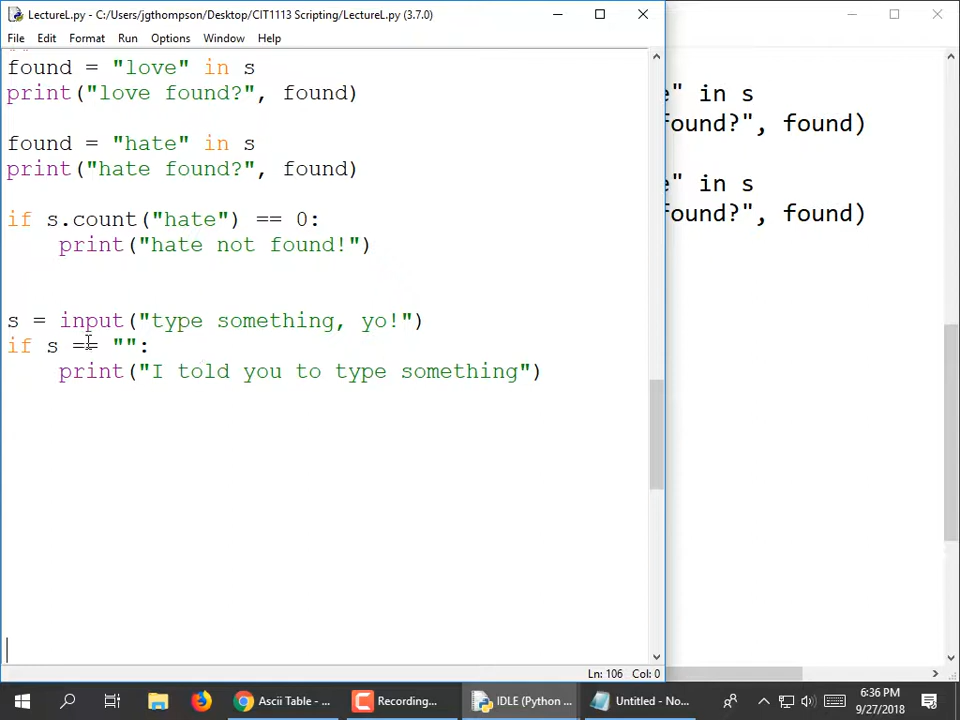 LectureL.py - C:/Users/jgthompson/Desktop/CIT1113 Scripting/LectureL.py (3.7.0)
File Edit Format Run Options Window Help
found = "love" in s
print("love found?", found)
found = "hate" in s
print("hate found?", found)
if s.count("hate") == 0:
    print("hate not found!")
s = input("type something, yo!")
if s == "":
    print("I told you to type something")
Ln: 106 Col: 0
e" in s
found?", found)
e" in s
found?", found)
Ascii Table - ...
Recording...
IDLE (Python ...
Untitled - No...
6:36 PM
9/27/2018